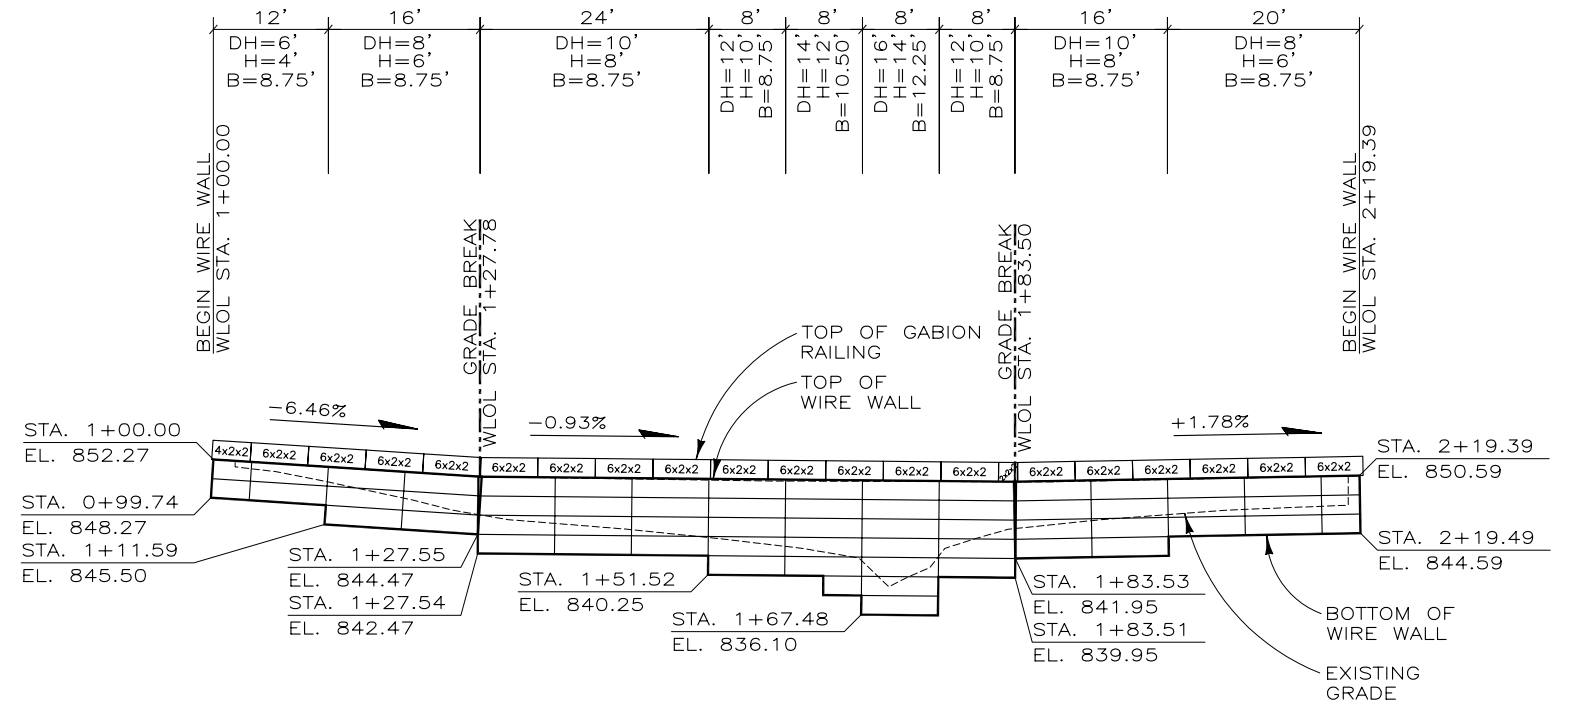 12'
16'
24'
8'
8'
8'
8'
16'
20'
DH=6'
H=4'
B=8.75'
DH=8'
H=6'
B=8.75'
DH=10'
H=8'
B=8.75'
DH=12'
H=10'
B=8.75'
DH=14'
H=12'
B=10.50'
DH=16'
H=14'
B=12.25'
DH=12'
H=10'
B=8.75'
DH=10'
H=8'
B=8.75'
DH=8'
H=6'
B=8.75'
BEGIN WIRE WALL
WLOL STA. 1+00.00
GRADE BREAK
WLOL STA. 1+27.78
GRADE BREAK
WLOL STA. 1+83.50
BEGIN WIRE WALL
WLOL STA. 2+19.39
TOP OF GABION
RAILING
TOP OF
WIRE WALL
-6.46%
-0.93%
+1.78%
STA. 1+00.00
EL. 852.27
4x2x2 6x2x2 6x2x2 6x2x2 6x2x2 6x2x2 6x2x2 6x2x2 6x2x2 6x2x2 6x2x2 6x2x2 6x2x2 6x2x2 2x2x2 6x2x2 6x2x2 6x2x2 6x2x2 6x2x2 6x2x2
STA. 2+19.39
EL. 850.59
STA. 0+99.74
EL. 848.27
STA. 1+11.59
EL. 845.50
STA. 1+27.55
EL. 844.47
STA. 1+27.54
EL. 842.47
STA. 1+51.52
EL. 840.25
STA. 1+67.48
EL. 836.10
STA. 1+83.53
EL. 841.95
STA. 1+83.51
EL. 839.95
STA. 2+19.49
EL. 844.59
BOTTOM OF
WIRE WALL
EXISTING
GRADE